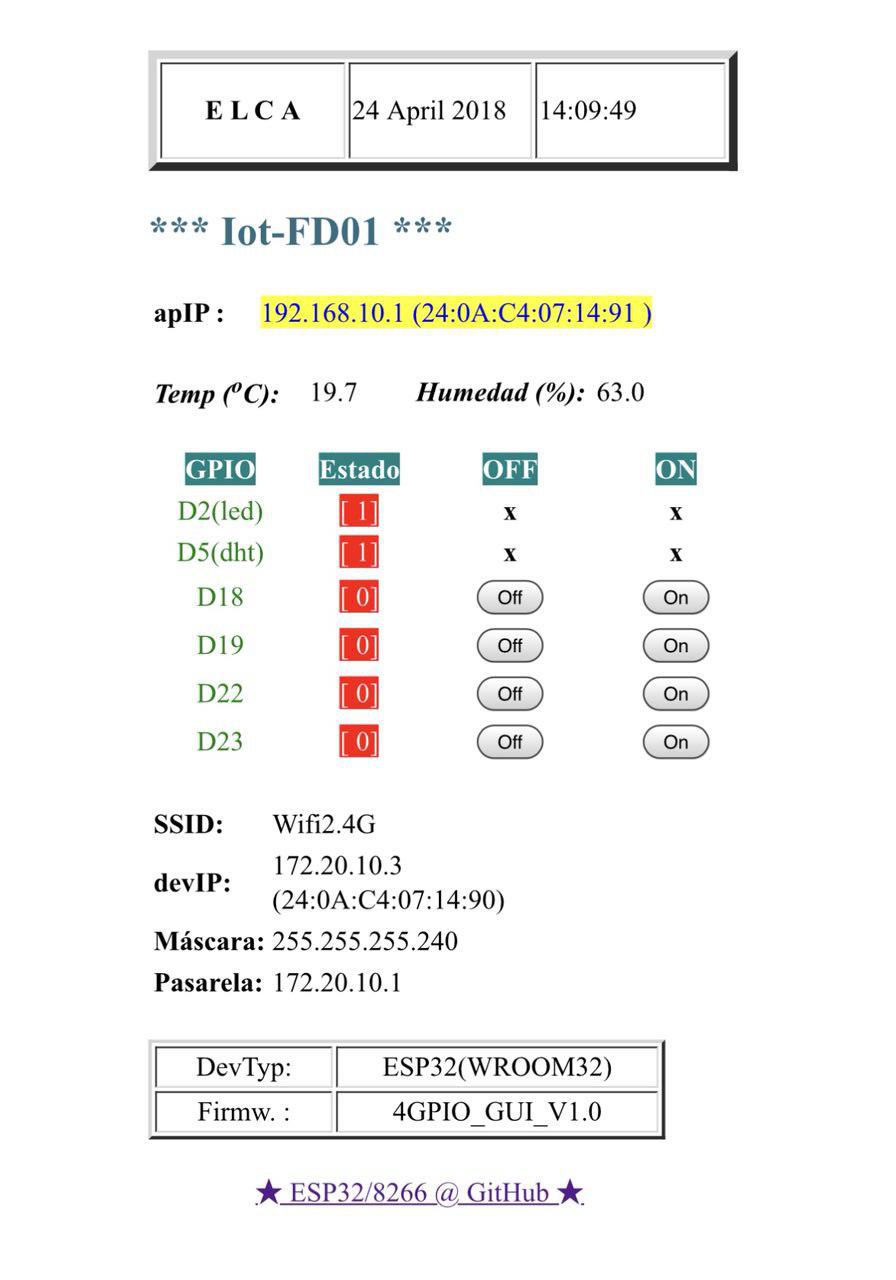 E L C A 24 April 2018 14:09:49
*** Iot-FD01 ***
apIP : 192.168.10.1 (24:0A:C4:07:14:91 )
Temp (ºC): 19.7 Humedad (%): 63.0
GPIO Estado OFF ON
D2(led) [ 1] x x
D5(dht) [ 1] x x
D18 [ 0] Off On
D19 [ 0] Off On
D22 [ 0] Off On
D23 [ 0] Off On
SSID: Wifi2.4G
devIP: 172.20.10.3
(24:0A:C4:07:14:90)
Máscara: 255.255.255.240
Pasarela: 172.20.10.1
DevTyp: ESP32(WROOM32)
Firmw. : 4GPIO_GUI_V1.0
★ ESP32/8266 @ GitHub ★